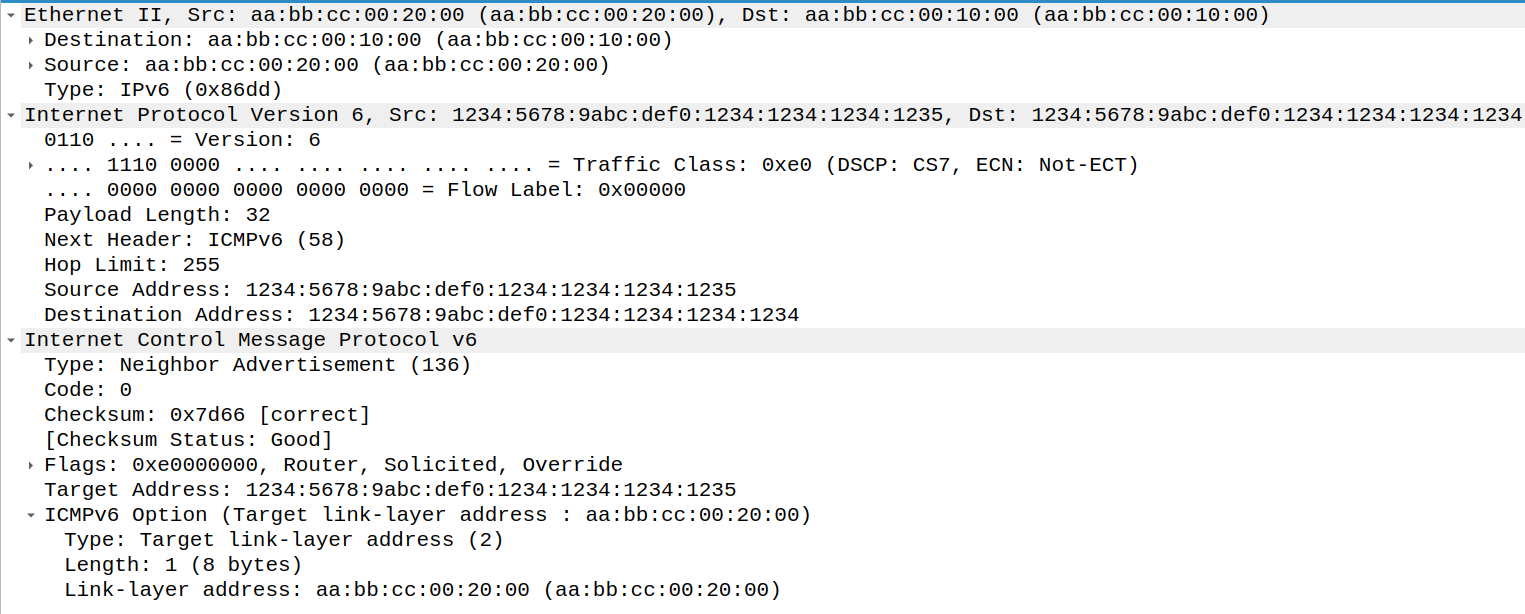 Ethernet II, Src: aa:bb:cc:00:20:00 (aa:bb:cc:00:20:00), Dst: aa:bb:cc:00:10:00 (aa:bb:cc:00:10:00)
Destination: aa:bb:cc:00:10:00 (aa:bb:cc:00:10:00)
Source: aa:bb:cc:00:20:00 (aa:bb:cc:00:20:00)
Type: IPv6 (0x86dd)
Internet Protocol Version 6, Src: 1234:5678:9abc:def0:1234:1234:1234:1235, Dst: 1234:5678:9abc:def0:1234:1234:1234:1234
0110 .... = Version: 6
.... 1110 0000 .... .... .... .... .... = Traffic Class: 0xe0 (DSCP: CS7, ECN: Not-ECT)
.... 0000 0000 0000 0000 0000 = Flow Label: 0x00000
Payload Length: 32
Next Header: ICMPv6 (58)
Hop Limit: 255
Source Address: 1234:5678:9abc:def0:1234:1234:1234:1235
Destination Address: 1234:5678:9abc:def0:1234:1234:1234:1234
Internet Control Message Protocol v6
Type: Neighbor Advertisement (136)
Code: 0
Checksum: 0x7d66 [correct]
[Checksum Status: Good]
Flags: 0xe0000000, Router, Solicited, Override
Target Address: 1234:5678:9abc:def0:1234:1234:1234:1235
ICMPv6 Option (Target link-layer address : aa:bb:cc:00:20:00)
Type: Target link-layer address (2)
Length: 1 (8 bytes)
Link-layer address: aa:bb:cc:00:20:00 (aa:bb:cc:00:20:00)